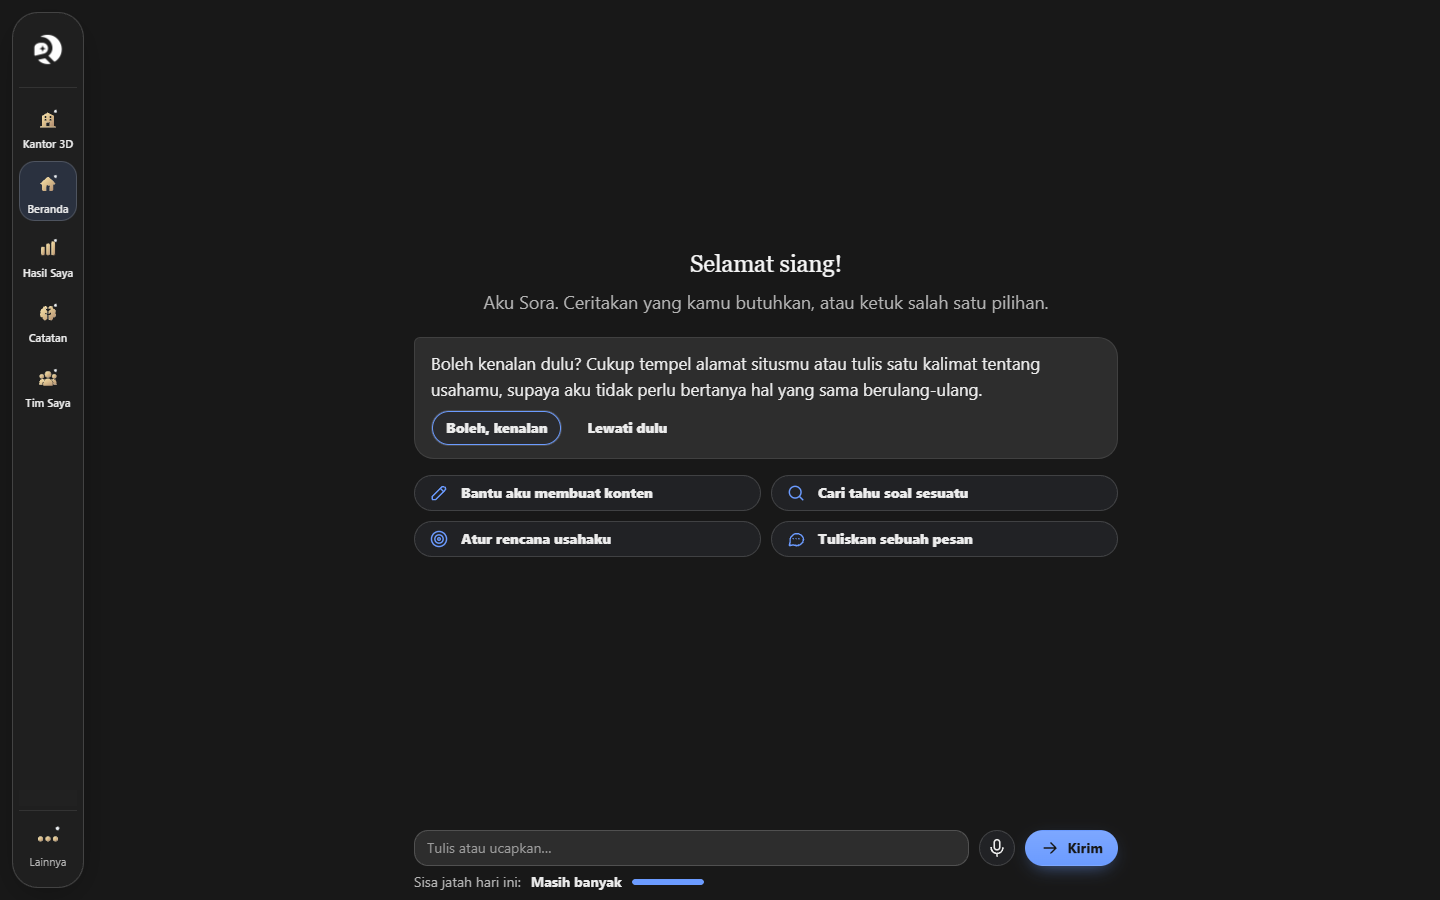 Kantor 3D
Beranda
Hasil Saya
Catatan
Tim Saya
Lainnya
Selamat siang!
Aku Sora. Ceritakan yang kamu butuhkan, atau ketuk salah satu pilihan.
Boleh kenalan dulu? Cukup tempel alamat situsmu atau tulis satu kalimat tentang
usahamu, supaya aku tidak perlu bertanya hal yang sama berulang-ulang.
Boleh, kenalan
Lewati dulu
Bantu aku membuat konten
Cari tahu soal sesuatu
Atur rencana usahaku
Tuliskan sebuah pesan
Tulis atau ucapkan...
Kirim
Sisa jatah hari ini: Masih banyak